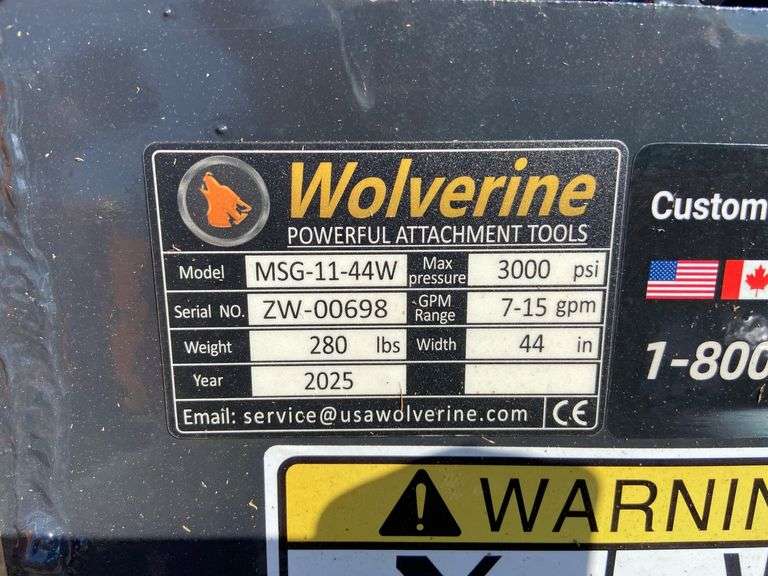 Wolverine
POWERFUL ATTACHMENT TOOLS
Model MSG-11-44W Max pressure 3000 psi
Serial NO. ZW-00698 GPM Range 7-15 gpm
Weight 280 lbs Width 44 in
Year 2025
Email: service@usawolverine.com CE
Custom
1-800
WARNIN